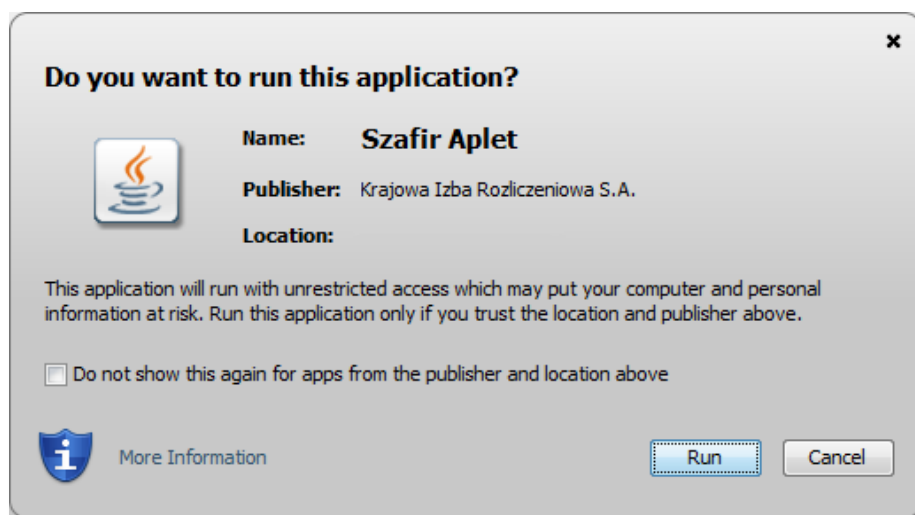 Do you want to run this application?
Name: Szafir Aplet
Publisher: Krajowa Izba Rozliczeniowa S.A.
Location:
This application will run with unrestricted access which may put your computer and personal
information at risk. Run this application only if you trust the location and publisher above.
Do not show this again for apps from the publisher and location above
More Information
Run Cancel